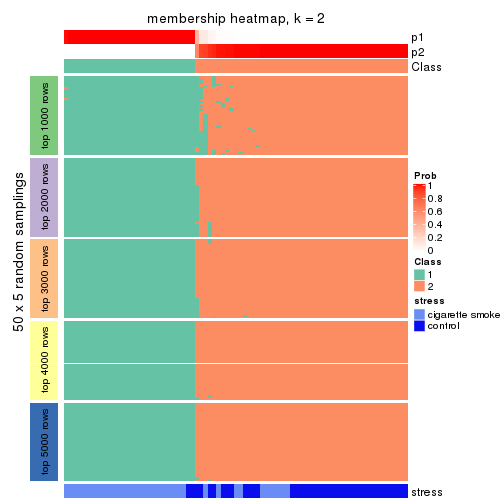 membership heatmap, k = 2
p1
p2
Class
50 x 5 random samplings
top 1000 rows
top 2000 rows
top 3000 rows
top 4000 rows
top 5000 rows
stress
Prob
1
0.8
0.6
0.4
0.2
0
Class
1
2
stress
cigarette smoke
control